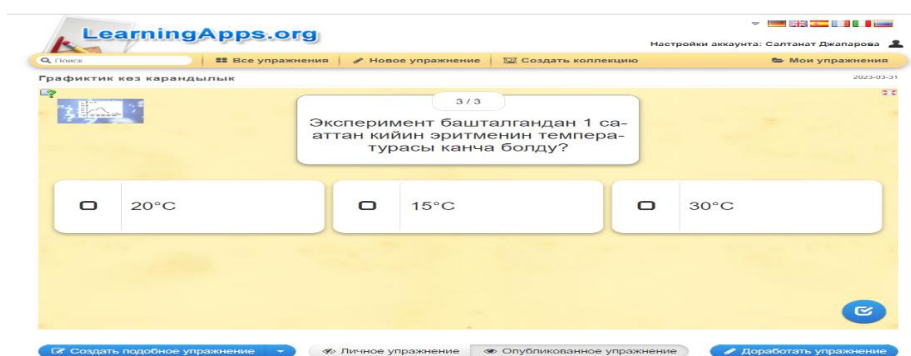 LearningApps.org
Настройки аккаунта: Салтанат Джапарова
Поиск
Все упражнения
Новое упражнение
Создать коллекцию
Мои упражнения
Графиктик көз карандылык
2023-03-31
3 / 3
Эксперимент башталгандан 1 са-
аттан кийин эритменин темпера-
турасы канча болду?
20°C
15°C
30°C
Создать подобное упражнение
Личное упражнение
Опубликованное упражнение
Доработать упражнение